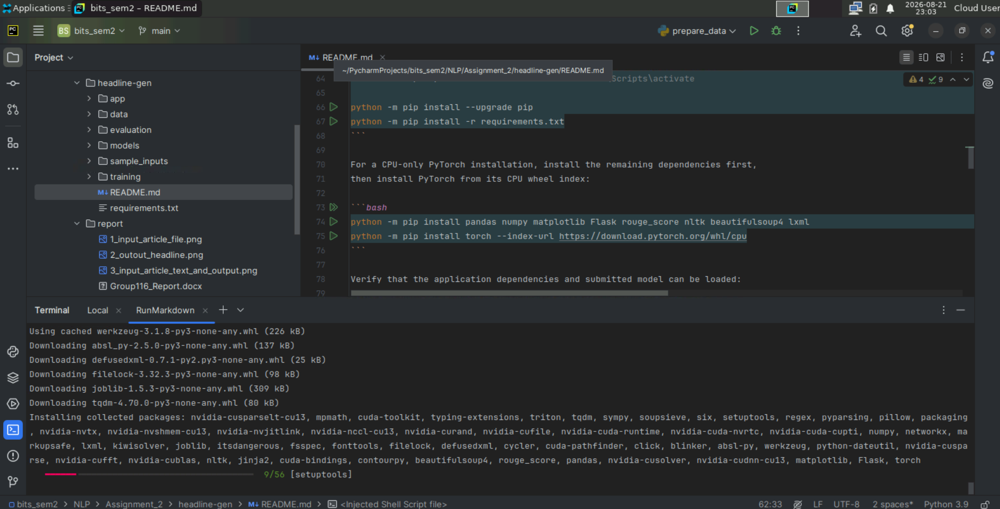 Applications
bits_sem2 – README.md
2026-08-21
23:03
Cloud User
PC
BS bits_sem2
main
prepare_data
Project
M↓ README.md
~/PycharmProjects/bits_sem2/NLP/Assignment_2/headline-gen/README.md
headline-gen
app
data
evaluation
models
sample_inputs
training
M↓ README.md
requirements.txt
report
1_input_article_file.png
2_outout_headline.png
3_input_article_text_and_output.png
Group116_Report.docx
4 9
64 Scripts\activate
65
66 python -m pip install --upgrade pip
67 python -m pip install -r requirements.txt
68 ```
69
70 For a CPU-only PyTorch installation, install the remaining dependencies first,
71 then install PyTorch from its CPU wheel index:
72
73 ```bash
74 python -m pip install pandas numpy matplotlib Flask rouge_score nltk beautifulsoup4 lxml
75 python -m pip install torch --index-url https://download.pytorch.org/whl/cpu
76 ```
77
78 Verify that the application dependencies and submitted model can be loaded:
79
Terminal Local RunMarkdown
Using cached werkzeug-3.1.8-py3-none-any.whl (226 kB)
Downloading absl_py-2.5.0-py3-none-any.whl (137 kB)
Downloading defusedxml-0.7.1-py2.py3-none-any.whl (25 kB)
Downloading filelock-3.32.3-py3-none-any.whl (98 kB)
Downloading joblib-1.5.3-py3-none-any.whl (309 kB)
Downloading tqdm-4.70.0-py3-none-any.whl (80 kB)
Installing collected packages: nvidia-cusparselt-cu13, mpmath, cuda-toolkit, typing-extensions, triton, tqdm, sympy, soupsieve, six, setuptools, regex, pyparsing, pillow, packaging
, nvidia-nvtx, nvidia-nvshmem-cu13, nvidia-nvjitlink, nvidia-nccl-cu13, nvidia-curand, nvidia-cufile, nvidia-cuda-runtime, nvidia-cuda-nvrtc, nvidia-cuda-cupti, numpy, networkx, ma
rkupsafe, lxml, kiwisolver, joblib, itsdangerous, fsspec, fonttools, filelock, defusedxml, cycler, cuda-pathfinder, click, blinker, absl-py, werkzeug, python-dateutil, nvidia-cuspa
rse, nvidia-cufft, nvidia-cublas, nltk, jinja2, cuda-bindings, contourpy, beautifulsoup4, rouge_score, pandas, nvidia-cusolver, nvidia-cudnn-cu13, matplotlib, Flask, torch
9/56 [setuptools]
bits_sem2 > NLP > Assignment_2 > headline-gen > M↓ README.md > <Injected Shell Script file>
62:33 LF UTF-8 2 spaces* Python 3.9